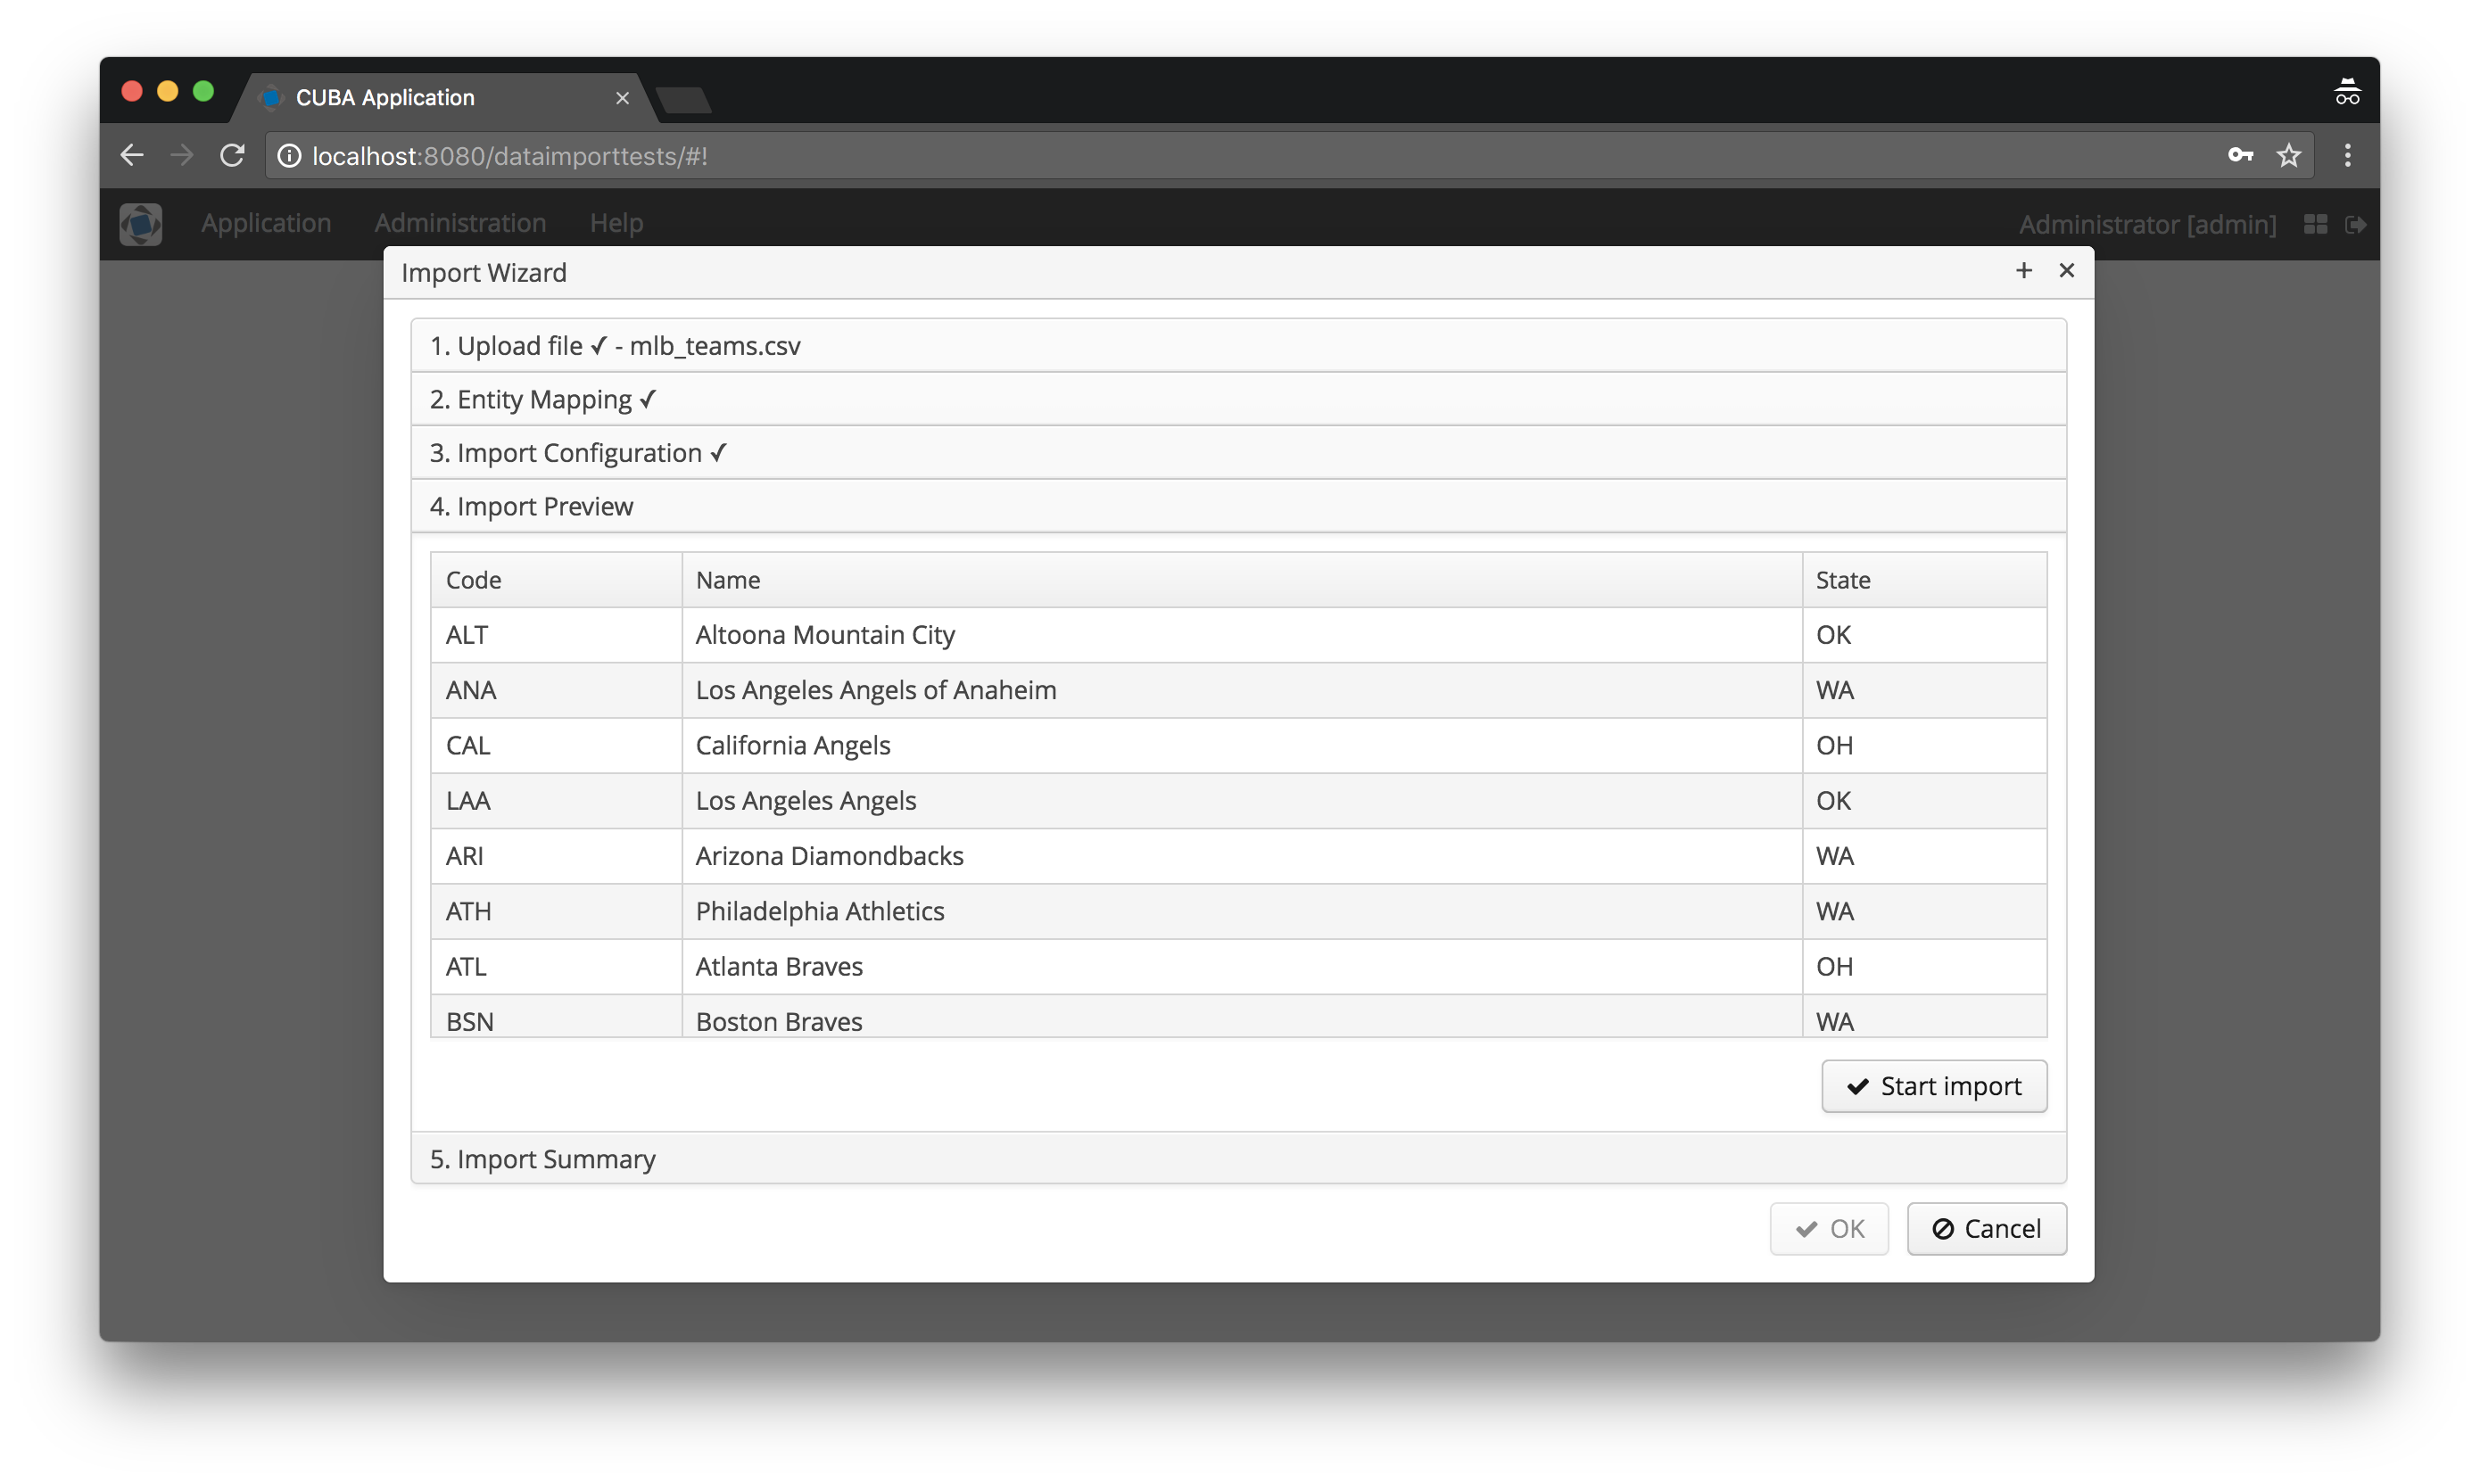 CUBA Application
localhost:8080/dataimporttests/#!
Application Administration Help Administrator [admin]
Import Wizard
1. Upload file ✓ - mlb_teams.csv
2. Entity Mapping ✓
3. Import Configuration ✓
4. Import Preview
Code Name State
ALT Altoona Mountain City OK
ANA Los Angeles Angels of Anaheim WA
CAL California Angels OH
LAA Los Angeles Angels OK
ARI Arizona Diamondbacks WA
ATH Philadelphia Athletics WA
ATL Atlanta Braves OH
BSN Boston Braves WA
Start import
5. Import Summary
OK Cancel